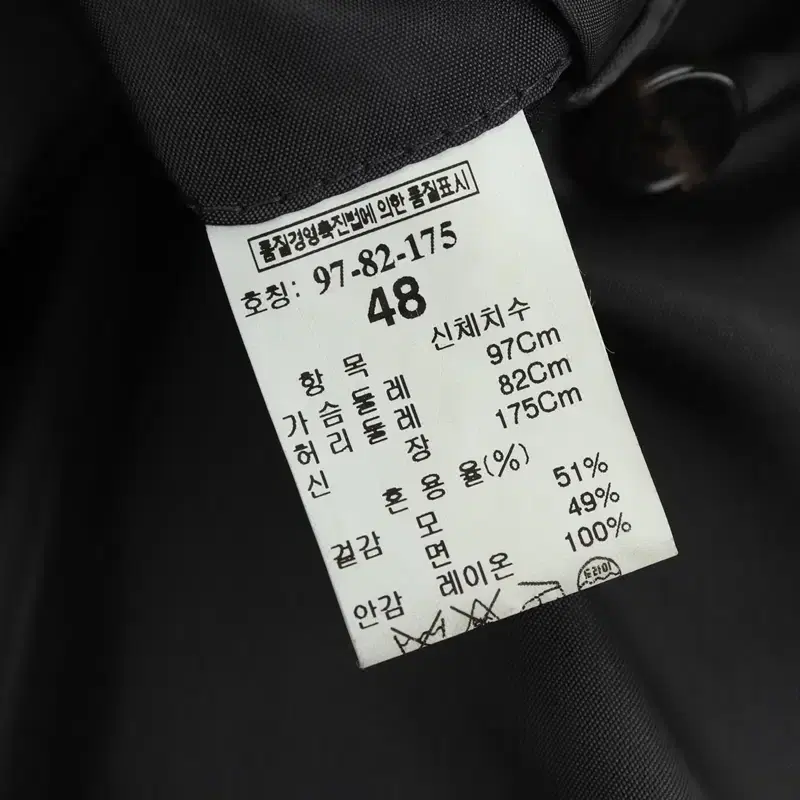 품질경영촉진법에 의한 품질표시
호칭: 97-82-175
48
항 목 신체치수
가 슴 둘 레 97Cm
허 리 둘 레 82Cm
신 장 175Cm
혼 용 율(%)
겉감 모 51%
면 49%
안감 레이온 100%
드라이